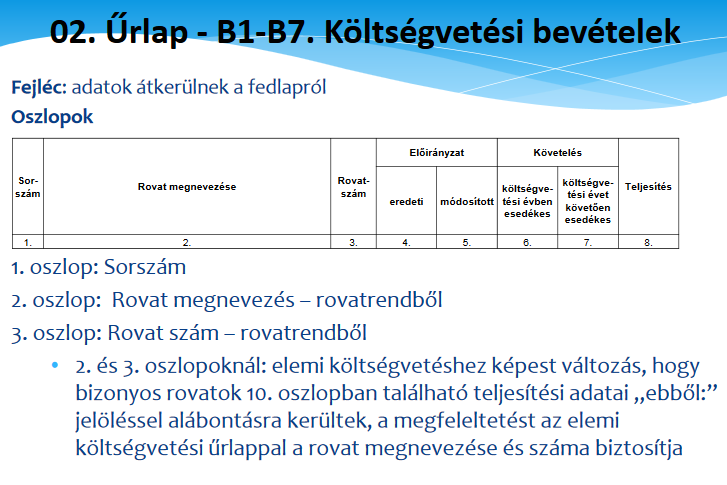 02. Űrlap - B1-B7. Költségvetési bevételek
Fejléc: adatok átkerülnek a fedlapról
Oszlopok
Sor-
szám
Rovat megnevezése
Rovat-
szám
Előirányzat
eredeti
módosított
Követelés
költségve-
tési évben
esedékes
költségve-
tési évet
követően
esedékes
Teljesítés
1. 2. 3. 4. 5. 6. 7. 8.
1. oszlop: Sorszám
2. oszlop: Rovat megnevezés – rovatrendből
3. oszlop: Rovat szám – rovatrendből
• 2. és 3. oszlopoknál: elemi költségvetéshez képest változás, hogy
bizonyos rovatok 10. oszlopban található teljesítési adatai „ebből:”
jelöléssel alábontásra kerültek, a megfeleltetést az elemi
költségvetési űrlappal a rovat megnevezése és száma biztosítja